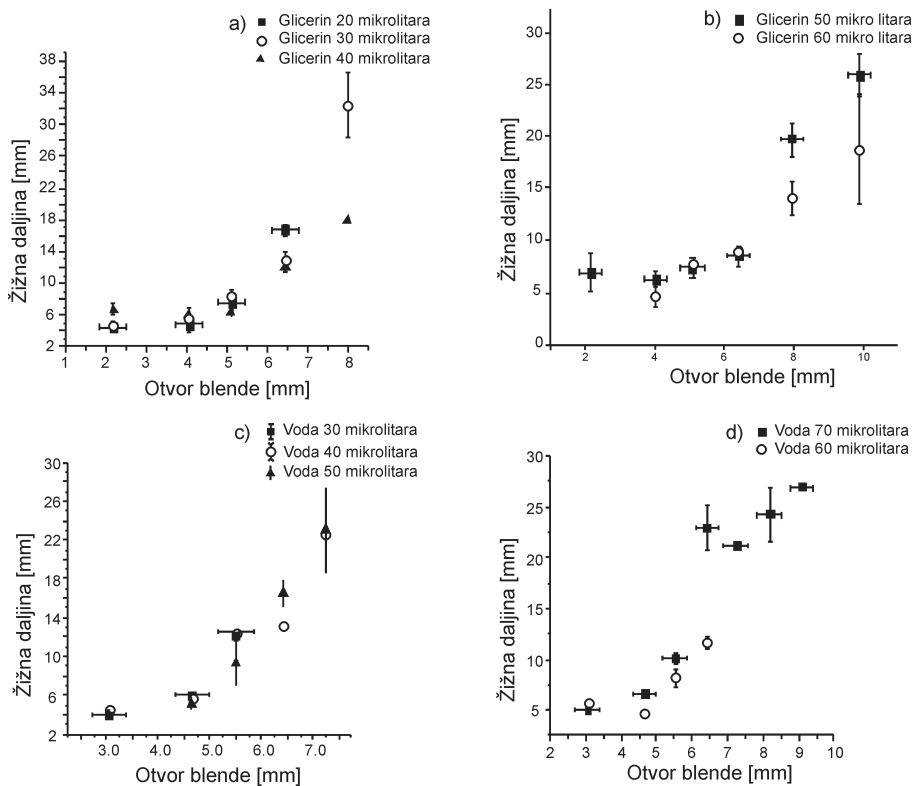 a)
Glicerin 20 mikrolitara
Glicerin 30 mikrolitara
Glicerin 40 mikrolitara
38
34
32
26
22
18
14
10
6
2
1 2 3 4 5 6 7 8
Žižna daljina [mm]
Otvor blende [mm]
b)
Glicerin 50 mikro litara
Glicerin 60 mikro litara
30
25
20
15
10
5
0
2 4 6 8 10
Žižna daljina [mm]
Otvor blende [mm]
c)
Voda 30 mikrolitara
Voda 40 mikrolitara
Voda 50 mikrolitara
30
26
22
18
14
10
6
2
3.0 4.0 5.0 6.0 7.0
Žižna daljina [mm]
Otvor blende [mm]
d)
Voda 70 mikrolitara
Voda 60 mikrolitara
30
25
20
15
10
5
2 3 4 5 6 7 8 9 10
Žižna daljina [mm]
Otvor blende [mm]